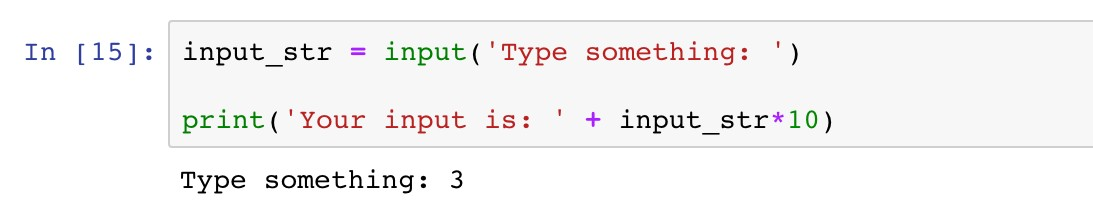 In [15]: input_str = input('Type something: ')
print('Your input is: ' + input_str*10)
Type something: 3